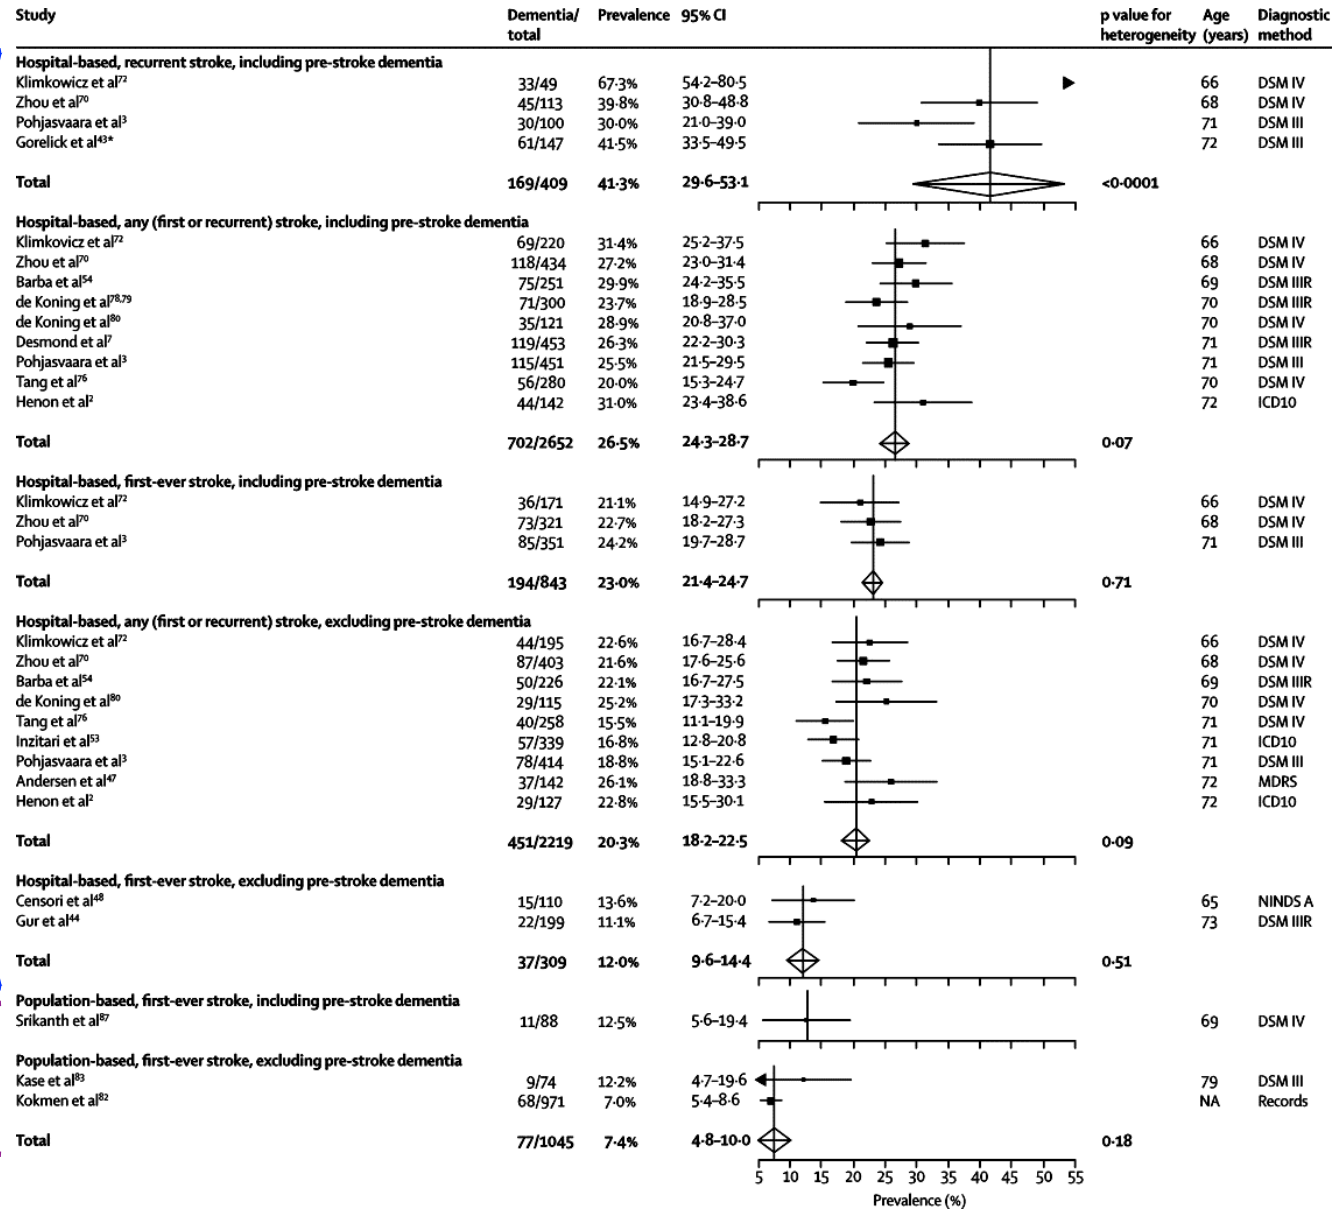 Study Dementia/ Prevalence 95% CI p value for Age Diagnostic
total heterogeneity (years) method
Hospital-based, recurrent stroke, including pre-stroke dementia
Klimkowicz et al72 33/49 67·3% 54·2–80·5 66 DSM IV
Zhou et al70 45/113 39·8% 30·8–48·8 68 DSM IV
Pohjasvaara et al3 30/100 30·0% 21·0–39·0 71 DSM III
Gorelick et al43* 61/147 41·5% 33·5–49·5 72 DSM III
Total 169/409 41·3% 29·6–53·1 <0·0001
Hospital-based, any (first or recurrent) stroke, including pre-stroke dementia
Klimkovicz et al72 69/220 31·4% 25·2–37·5 66 DSM IV
Zhou et al70 118/434 27·2% 23·0–31·4 68 DSM IV
Barba et al54 75/251 29·9% 24·2–35·5 69 DSM IIIR
de Koning et al78,79 71/300 23·7% 18·9–28·5 70 DSM IIIR
de Koning et al80 35/121 28·9% 20·8–37·0 70 DSM IV
Desmond et al7 119/453 26·3% 22·2–30·3 71 DSM IIIR
Pohjasvaara et al3 115/451 25·5% 21·5–29·5 71 DSM III
Tang et al76 56/280 20·0% 15·3–24·7 70 DSM IV
Henon et al2 44/142 31·0% 23·4–38·6 72 ICD10
Total 702/2652 26·5% 24·3–28·7 0·07
Hospital-based, first-ever stroke, including pre-stroke dementia
Klimkowicz et al72 36/171 21·1% 14·9–27·2 66 DSM IV
Zhou et al70 73/321 22·7% 18·2–27·3 68 DSM IV
Pohjasvaara et al3 85/351 24·2% 19·7–28·7 71 DSM III
Total 194/843 23·0% 21·4–24·7 0·71
Hospital-based, any (first or recurrent) stroke, excluding pre-stroke dementia
Klimkowicz et al72 44/195 22·6% 16·7–28·4 66 DSM IV
Zhou et al70 87/403 21·6% 17·6–25·6 68 DSM IV
Barba et al54 50/226 22·1% 16·7–27·5 69 DSM IIIR
de Koning et al80 29/115 25·2% 17·3–33·2 70 DSM IV
Tang et al76 40/258 15·5% 11·1–19·9 71 DSM IV
Inzitari et al53 57/339 16·8% 12·8–20·8 71 ICD10
Pohjasvaara et al3 78/414 18·8% 15·1–22·6 71 DSM III
Andersen et al47 37/142 26·1% 18·8–33·3 72 MDRS
Henon et al2 29/127 22·8% 15·5–30·1 72 ICD10
Total 451/2219 20·3% 18·2–22·5 0·09
Hospital-based, first-ever stroke, excluding pre-stroke dementia
Censori et al48 15/110 13·6% 7·2–20·0 65 NINDS A
Gur et al44 22/199 11·1% 6·7–15·4 73 DSM IIIR
Total 37/309 12·0% 9·6–14·4 0·51
Population-based, first-ever stroke, including pre-stroke dementia
Srikanth et al87 11/88 12·5% 5·6–19·4 69 DSM IV
Population-based, first-ever stroke, excluding pre-stroke dementia
Kase et al83 9/74 12·2% 4·7–19·6 79 DSM III
Kokmen et al82 68/971 7·0% 5·4–8·6 NA Records
Total 77/1045 7·4% 4·8–10·0 0·18
5 10 15 20 25 30 35 40 45 50 55
Prevalence (%)